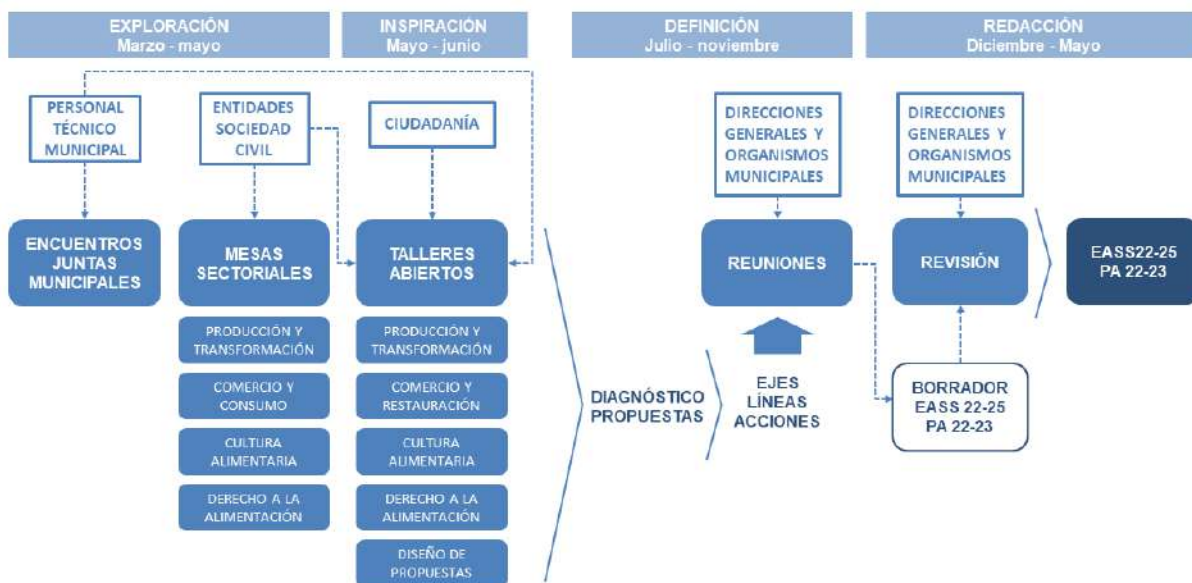 EXPLORACIÓN
Marzo - mayo
INSPIRACIÓN
Mayo - junio
DEFINICIÓN
Julio - noviembre
REDACCIÓN
Diciembre - Mayo
PERSONAL
TÉCNICO
MUNICIPAL
ENTIDADES
SOCIEDAD
CIVIL
CIUDADANÍA
DIRECCIONES
GENERALES Y
ORGANISMOS
MUNICIPALES
DIRECCIONES
GENERALES Y
ORGANISMOS
MUNICIPALES
ENCUENTROS
JUNTAS
MUNICIPALES
MESAS
SECTORIALES
TALLERES
ABIERTOS
REUNIONES
REVISIÓN
EASS22-25
PA 22-23
PRODUCCIÓN Y
TRANSFORMACIÓN
COMERCIO Y
CONSUMO
CULTURA
ALIMENTARIA
DERECHO A LA
ALIMENTACIÓN
PRODUCCIÓN Y
TRANSFORMACIÓN
COMERCIO Y
RESTAURACIÓN
CULTURA
ALIMENTARIA
DERECHO A LA
ALIMENTACIÓN
DISEÑO DE
PROPUESTAS
DIAGNÓSTICO
PROPUESTAS
EJES
LÍNEAS
ACCIONES
BORRADOR
EASS 22-25
PA 22-23